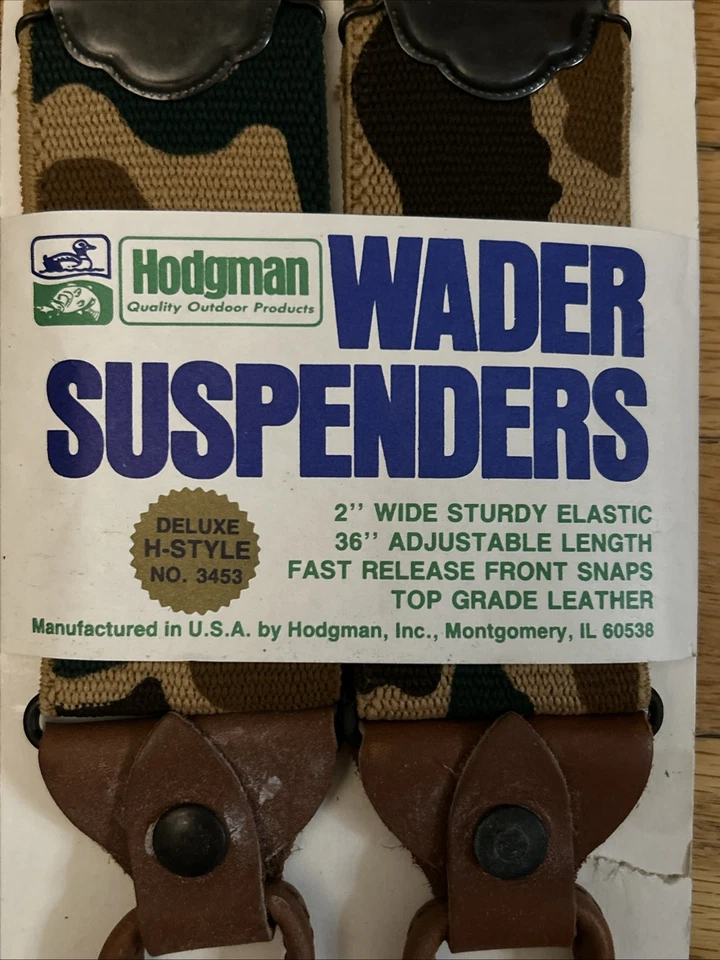 Hodgman
Quality Outdoor Products
WADER
SUSPENDERS
DELUXE
H-STYLE
NO. 3453
2'' WIDE STURDY ELASTIC
36'' ADJUSTABLE LENGTH
FAST RELEASE FRONT SNAPS
TOP GRADE LEATHER
Manufactured in U.S.A. by Hodgman, Inc., Montgomery, IL 60538